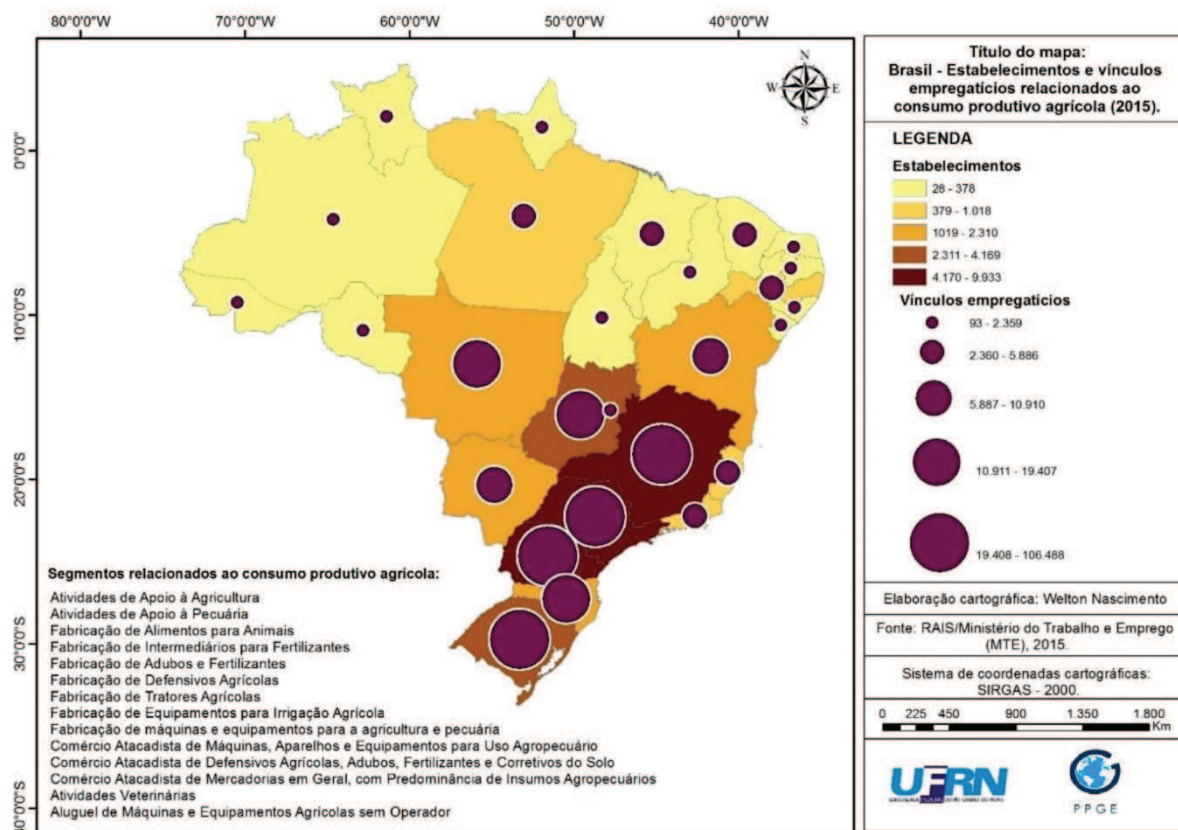 80°0'0"W 70°0'0"W 60°0'0"W 50°0'0"W 40°0'0"W
0°0'0"
10°0'0"S
20°0'0"S
30°0'0"S
40°0'0"S
N
W E
S
Segmentos relacionados ao consumo produtivo agrícola:
Atividades de Apoio à Agricultura
Atividades de Apoio à Pecuária
Fabricação de Alimentos para Animais
Fabricação de Intermediários para Fertilizantes
Fabricação de Adubos e Fertilizantes
Fabricação de Defensivos Agrícolas
Fabricação de Tratores Agrícolas
Fabricação de Equipamentos para Irrigação Agrícola
Fabricação de máquinas e equipamentos para a agricultura e pecuária
Comércio Atacadista de Máquinas, Aparelhos e Equipamentos para Uso Agropecuário
Comércio Atacadista de Defensivos Agrícolas, Adubos, Fertilizantes e Corretivos do Solo
Comércio Atacadista de Mercadorias em Geral, com Predominância de Insumos Agropecuários
Atividades Veterinárias
Aluguel de Máquinas e Equipamentos Agrícolas sem Operador
Título do mapa:
Brasil - Estabelecimentos e vínculos
empregatícios relacionados ao
consumo produtivo agrícola (2015).
LEGENDA
Estabelecimentos
28 - 378
379 - 1.018
1019 - 2.310
2.311 - 4.169
4.170 - 9.933
Vínculos empregatícios
93 - 2.359
2.360 - 5.886
5.887 - 10.910
10.911 - 19.407
19.408 - 106.488
Elaboração cartográfica: Welton Nascimento
Fonte: RAIS/Ministério do Trabalho e Emprego
(MTE), 2015.
Sistema de coordenadas cartográficas:
SIRGAS - 2000.
0 225 450 900 1.350 1.800
Km
UFRN
PPGE